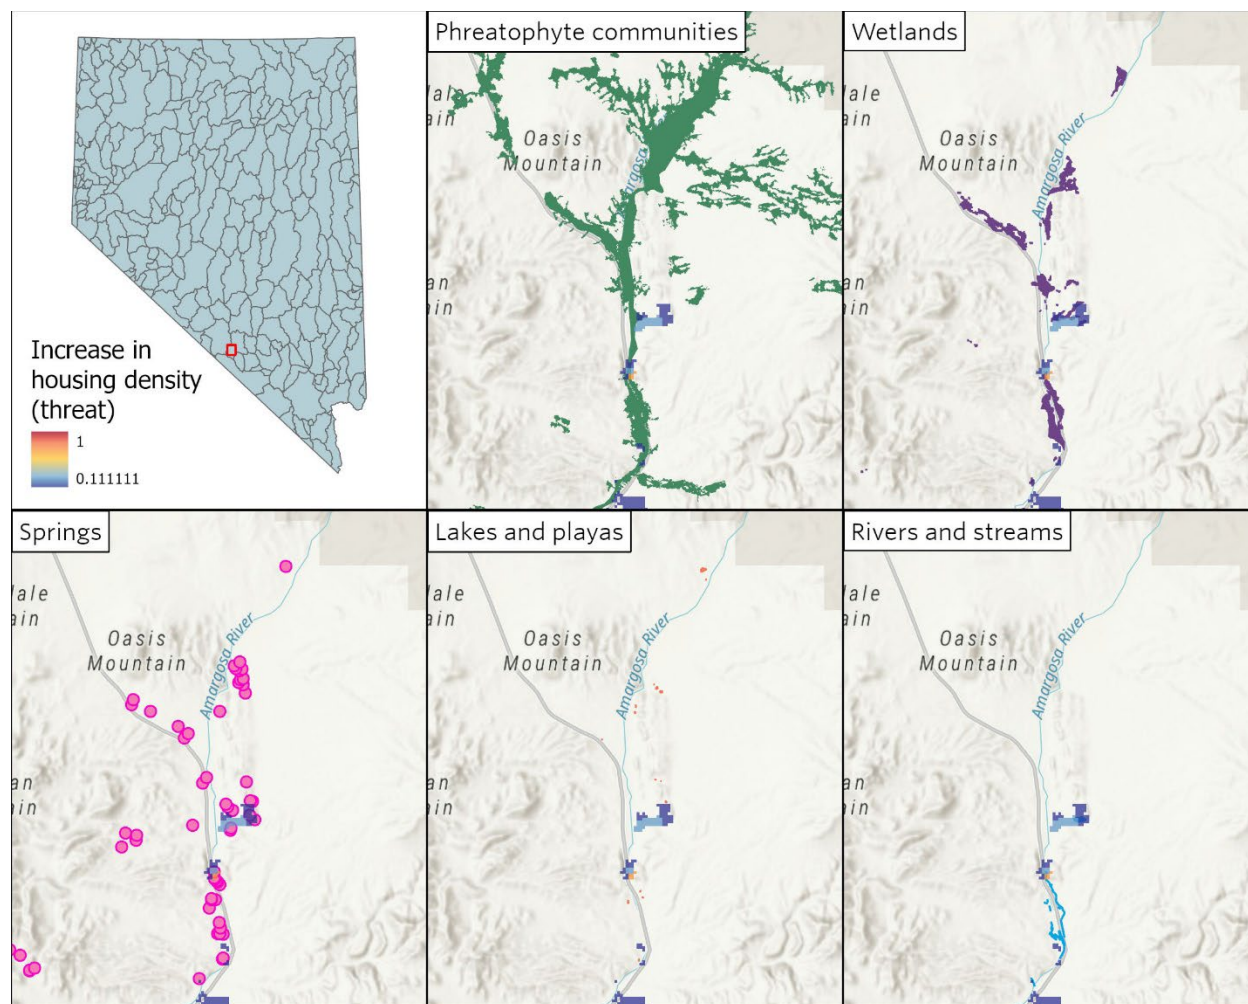 Increase in
housing density
(threat)
1
0.111111
Phreatophyte communities
Oasis
Mountain
Wetlands
Oasis
Mountain
Amargosa River
Springs
Oasis
Mountain
Amargosa River
Lakes and playas
Oasis
Mountain
Amargosa River
Rivers and streams
Oasis
Mountain
Amargosa River